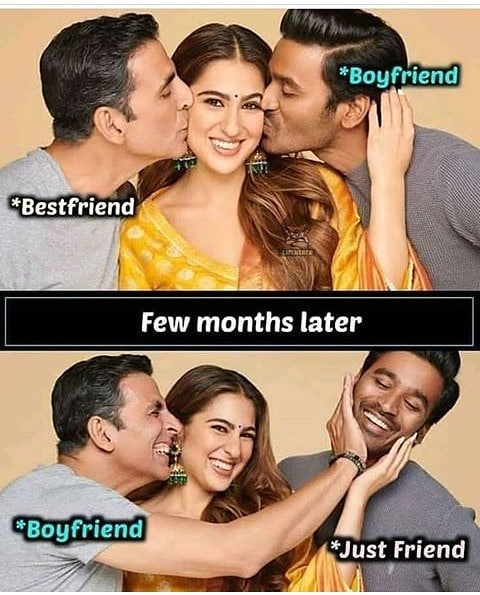 *Boyfriend
*Bestfriend
Few months later
*Boyfriend
*Just Friend